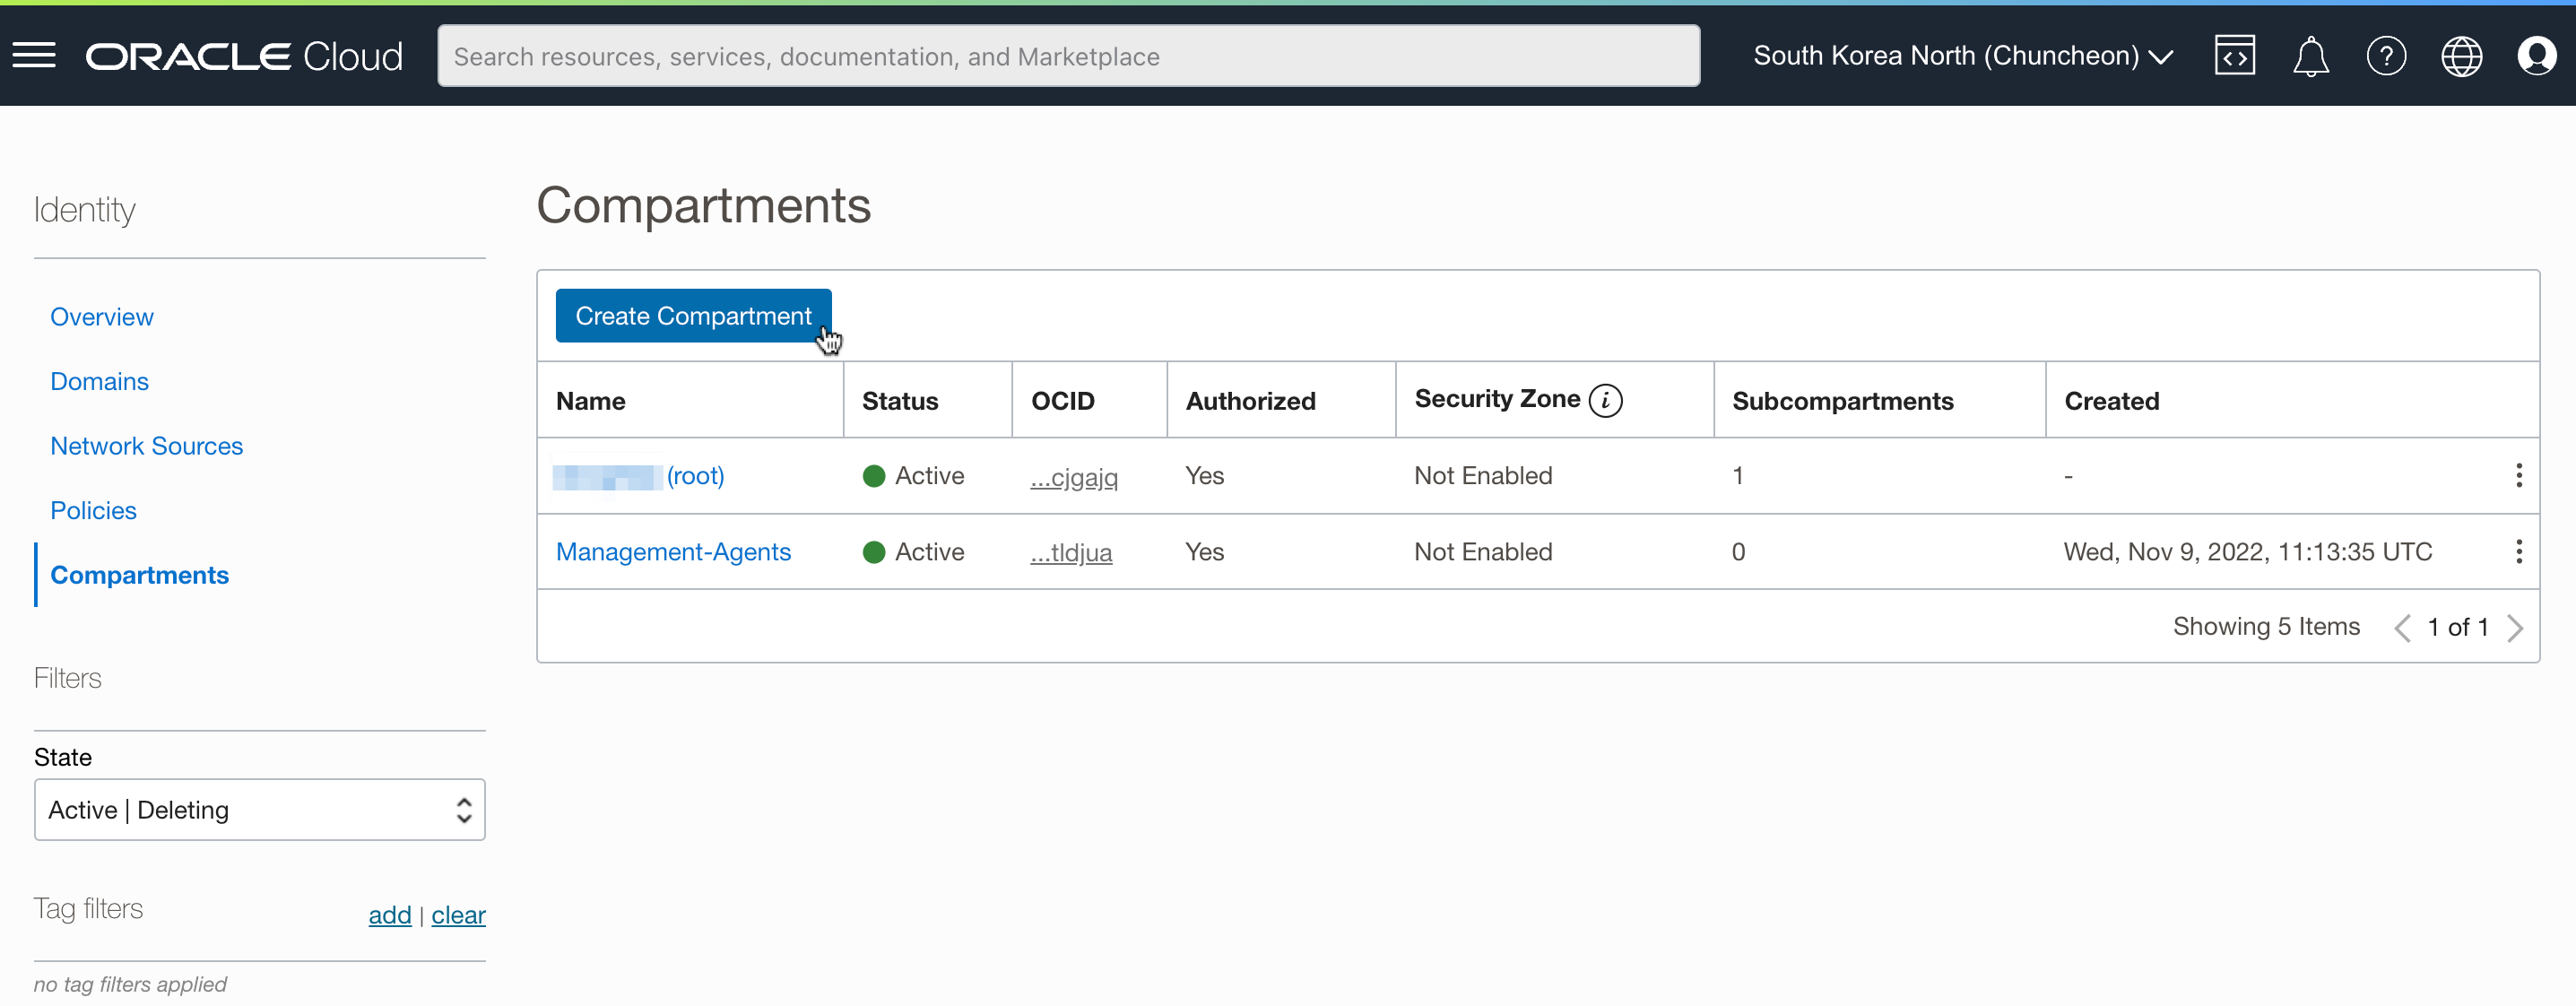 ORACLE Cloud
Search resources, services, documentation, and Marketplace
South Korea North (Chuncheon)
Identity
Overview
Domains
Network Sources
Policies
Compartments
Filters
State
Active | Deleting
Tag filters
add | clear
no tag filters applied
Compartments
Create Compartment
Name Status OCID Authorized Security Zone i Subcompartments Created
(root) Active ...cjgajq Yes Not Enabled 1 -
Management-Agents Active ...tldjua Yes Not Enabled 0 Wed, Nov 9, 2022, 11:13:35 UTC
Showing 5 Items < 1 of 1 >